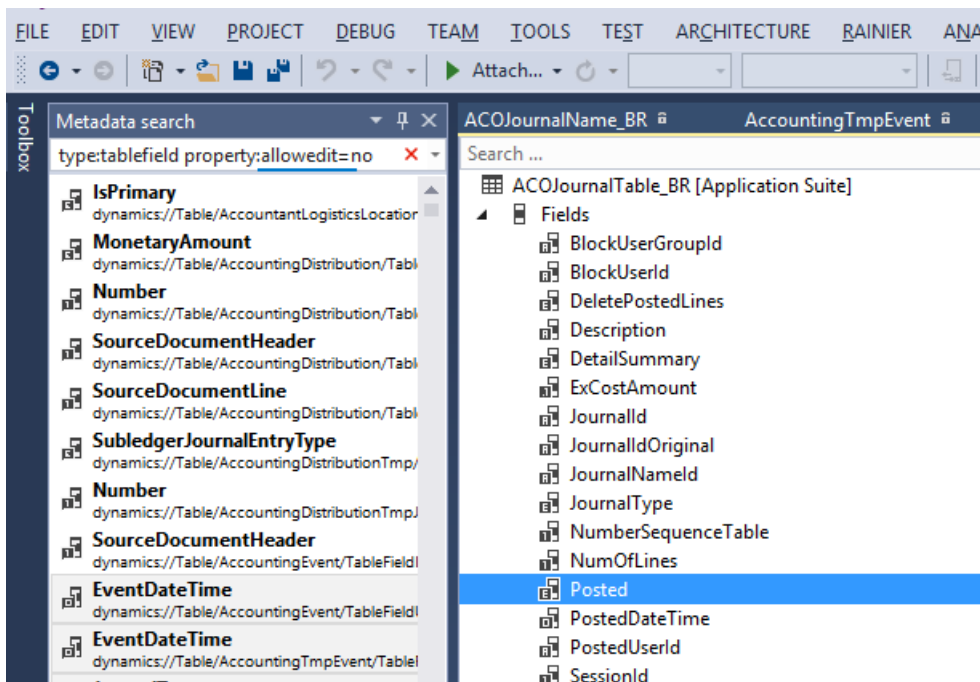 FILE EDIT VIEW PROJECT DEBUG TEAM TOOLS TEST ARCHITECTURE RAINIER ANA
Attach...
Toolbox
Metadata search
type:tablefield property:allowedit=no
IsPrimary
dynamics://Table/AccountantLogisticsLocation
MonetaryAmount
dynamics://Table/AccountingDistribution/Tabl
Number
dynamics://Table/AccountingDistribution/Tabl
SourceDocumentHeader
dynamics://Table/AccountingDistribution/Tabl
SourceDocumentLine
dynamics://Table/AccountingDistribution/Tabl
SubledgerJournalEntryType
dynamics://Table/AccountingDistributionTmp/
Number
dynamics://Table/AccountingDistributionTmpJ
SourceDocumentHeader
dynamics://Table/AccountingEvent/TableFieldI
EventDateTime
dynamics://Table/AccountingEvent/TableFieldU
EventDateTime
dynamics://Table/AccountingTmpEvent/TableF
ACOJournalName_BR AccountingTmpEvent
Search ...
ACOJournalTable_BR [Application Suite]
Fields
BlockUserGroupId
BlockUserId
DeletePostedLines
Description
DetailSummary
ExCostAmount
JournalId
JournalIdOriginal
JournalNameId
JournalType
NumberSequenceTable
NumOfLines
Posted
PostedDateTime
PostedUserId
SessionId